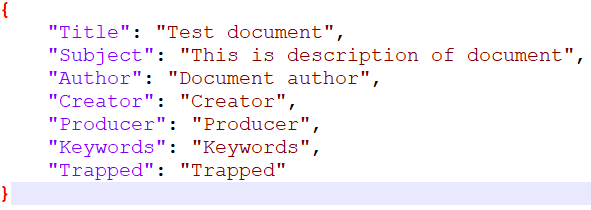 {
    "Title": "Test document",
    "Subject": "This is description of document",
    "Author": "Document author",
    "Creator": "Creator",
    "Producer": "Producer",
    "Keywords": "Keywords",
    "Trapped": "Trapped"
}